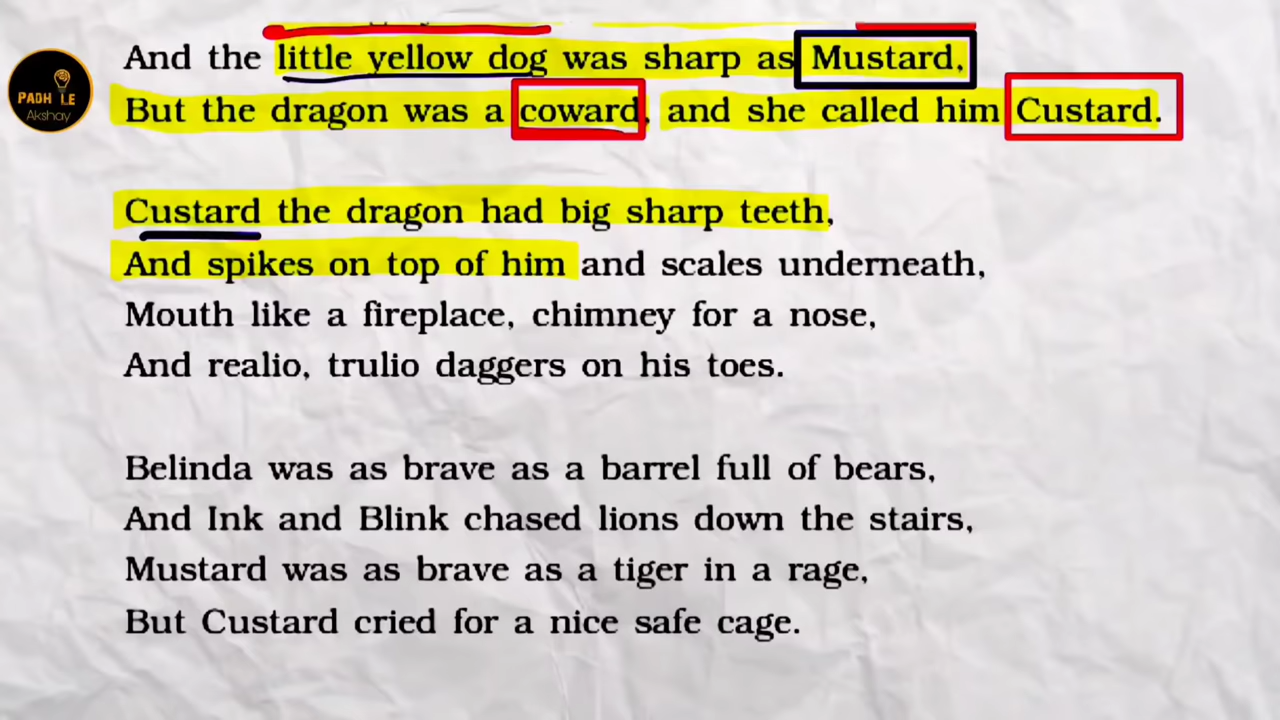 And the little yellow dog was sharp as Mustard,
PADH LE
Akshay
But the dragon was a coward, and she called him Custard.
Custard the dragon had big sharp teeth,
And spikes on top of him and scales underneath,
Mouth like a fireplace, chimney for a nose,
And realio, trulio daggers on his toes.
Belinda was as brave as a barrel full of bears,
And Ink and Blink chased lions down the stairs,
Mustard was as brave as a tiger in a rage,
But Custard cried for a nice safe cage.